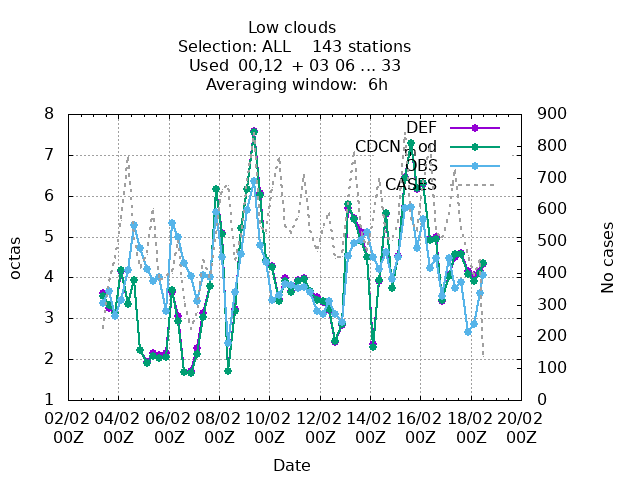 Low clouds
Selection: ALL    143 stations
Used  00,12  + 03 06 ... 33
Averaging window:  6h
octas
8
7
6
5
4
3
2
1
DEF
CDCN_mod
OBS
CASES
900
800
700
600
500
400
300
200
100
0
No cases
02/02 04/02 06/02 08/02 10/02 12/02 14/02 16/02 18/02 20/02
00Z 00Z 00Z 00Z 00Z 00Z 00Z 00Z 00Z 00Z
Date